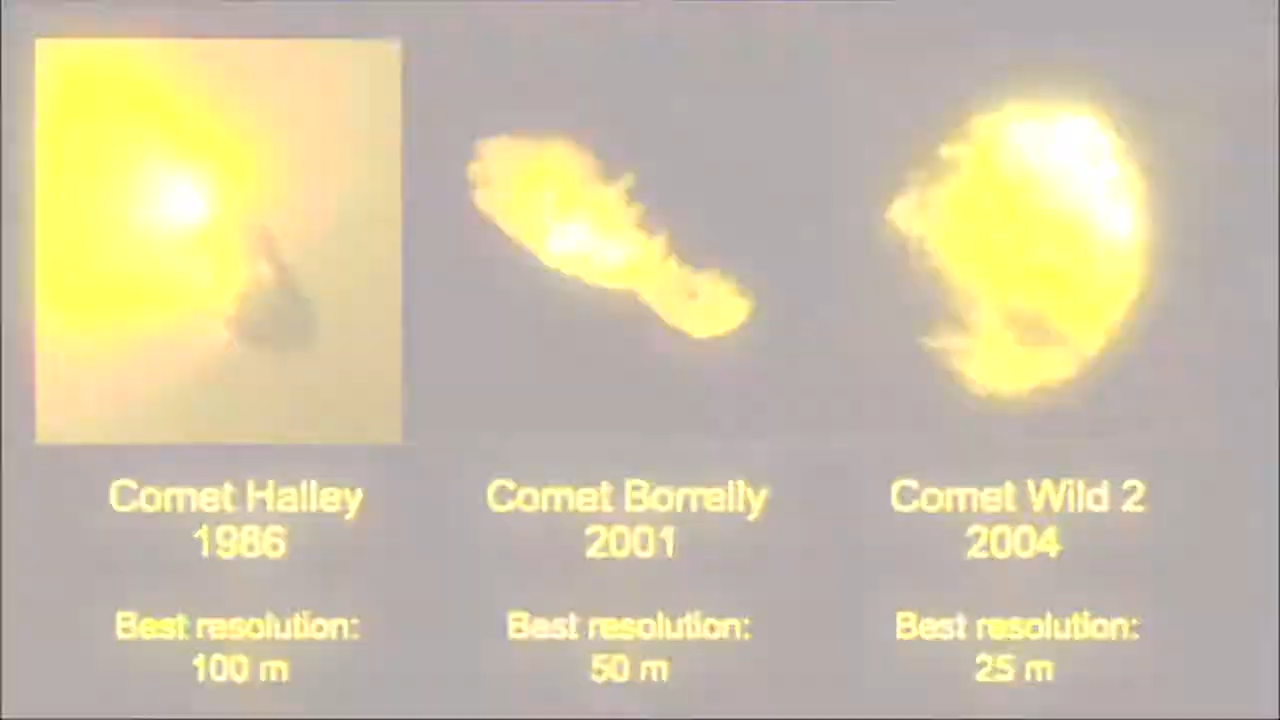 Comet Halley
1986
Best resolution:
100 m
Comet Borrelly
2001
Best resolution:
50 m
Comet Wild 2
2004
Best resolution:
25 m